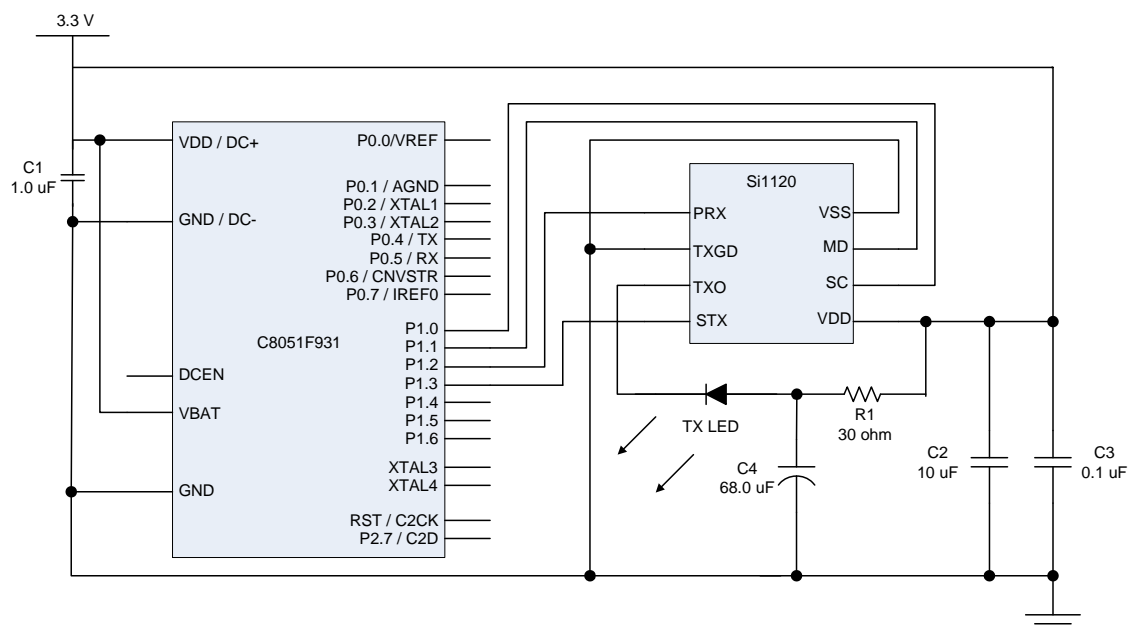 3.3 V
C1
1.0 uF
VDD / DC+
GND / DC-
DCEN
VBAT
GND
C8051F931
P0.0/VREF
P0.1 / AGND
P0.2 / XTAL1
P0.3 / XTAL2
P0.4 / TX
P0.5 / RX
P0.6 / CNVSTR
P0.7 / IREF0
P1.0
P1.1
P1.2
P1.3
P1.4
P1.5
P1.6
XTAL3
XTAL4
RST / C2CK
P2.7 / C2D
Si1120
PRX
TXGD
TXO
STX
VSS
MD
SC
VDD
TX LED
R1
30 ohm
C4
68.0 uF
C2
10 uF
C3
0.1 uF